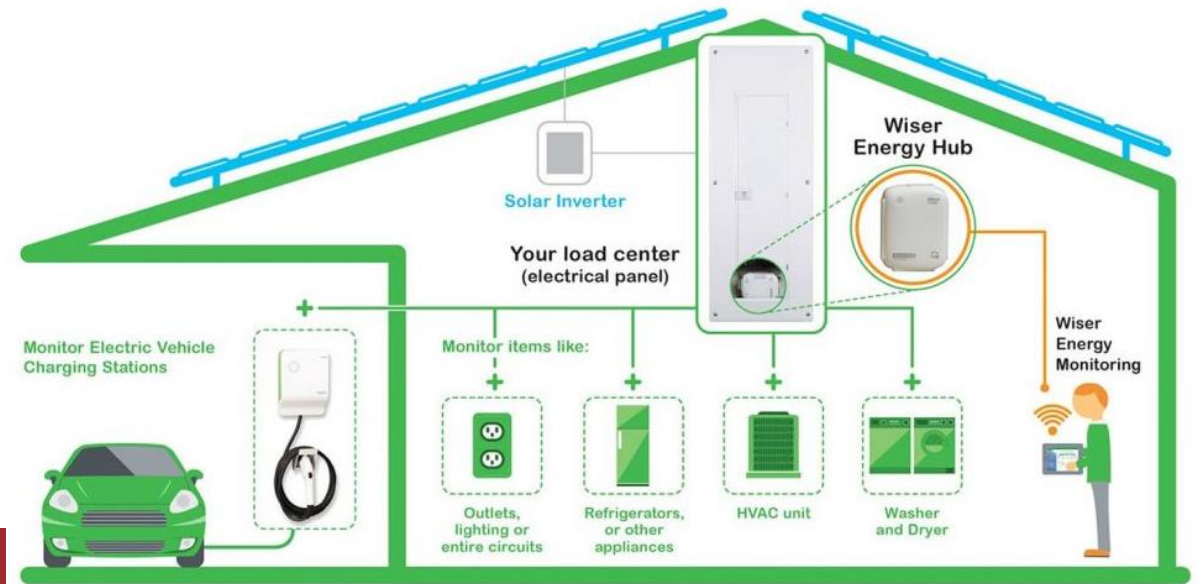 Wiser
Energy Hub
Solar Inverter
Your load center
(electrical panel)
Monitor Electric Vehicle
Charging Stations
Monitor items like:
Wiser
Energy
Monitoring
Outlets,
lighting or
entire circuits
Refrigerators,
or other
appliances
HVAC unit
Washer
and Dryer